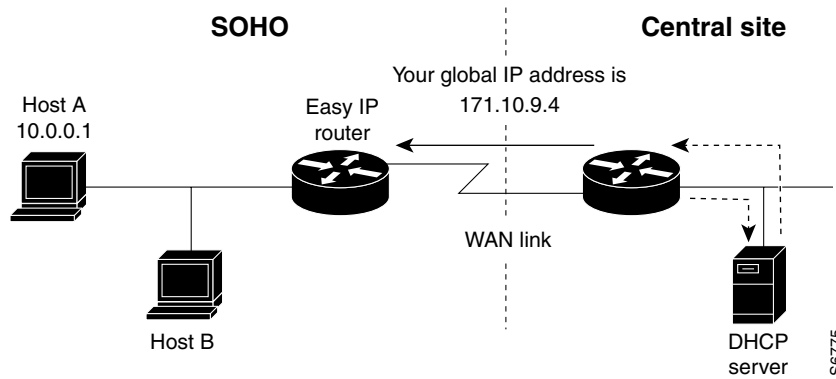 SOHO
Central site
Your global IP address is
171.10.9.4
Host A
10.0.0.1
Easy IP
router
WAN link
Host B
DHCP
server
S6775